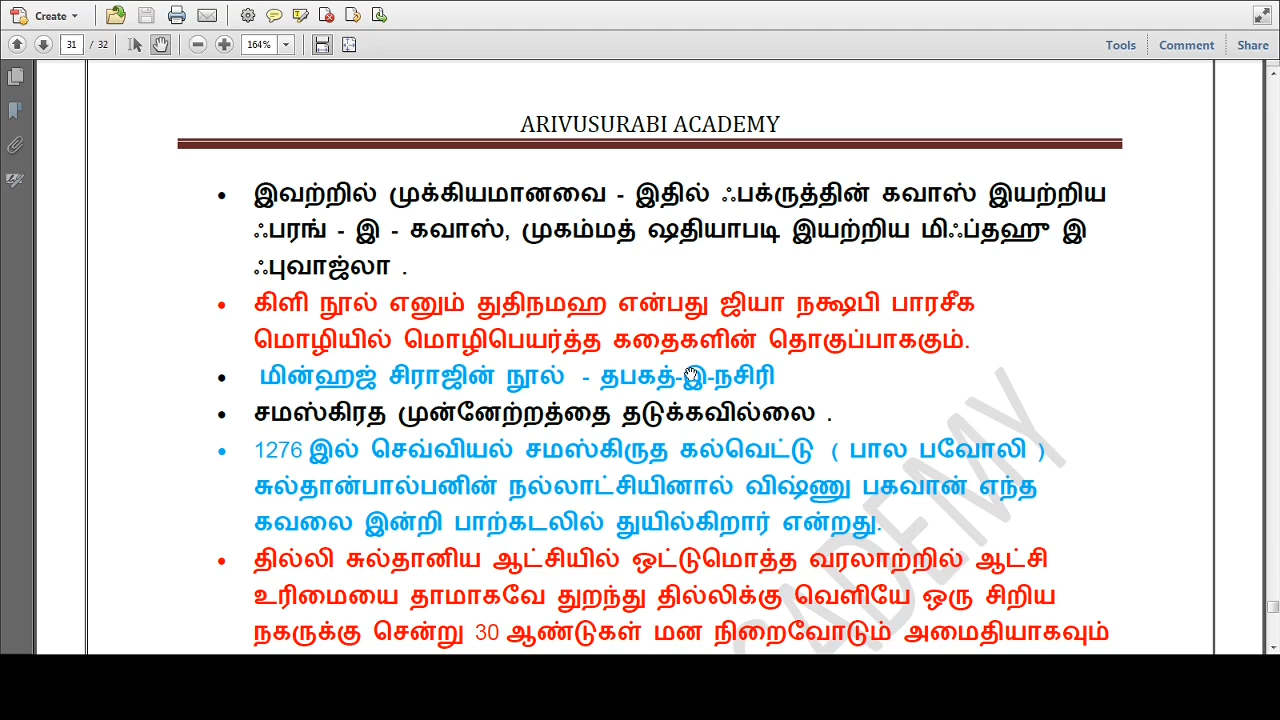 Create
31 / 32
164%
Tools Comment Share
ARIVUSURABI ACADEMY
• இவற்றில் முக்கியமானவை - இதில் ஃபக்ருத்தின் கவாஸ் இயற்றிய
ஃபரங் - இ - கவாஸ், முகம்மத் ஷதியாபடி இயற்றிய மிஃப்தஹு இ
ஃபுவாஜ்லா .
• கிளி நூல் எனும் துதிநமஹ என்பது ஜியா நக்ஷபி பாரசீக
மொழியில் மொழிபெயர்த்த கதைகளின் தொகுப்பாககும்.
• மின்ஹஜ் சிராஜின் நூல் - தபகத்-இ-நசிரி
• சமஸ்கிரத முன்னேற்றத்தை தடுக்கவில்லை .
• 1276 இல் செவ்வியல் சமஸ்கிருத கல்வெட்டு ( பால பவோலி )
சுல்தான்பால்பனின் நல்லாட்சியினால் விஷ்ணு பகவான் எந்த
கவலை இன்றி பாற்கடலில் துயில்கிறார் என்றது.
• தில்லி சுல்தானிய ஆட்சியில் ஒட்டுமொத்த வரலாற்றில் ஆட்சி
உரிமையை தாமாகவே துறந்து தில்லிக்கு வெளியே ஒரு சிறிய
நகருக்கு சென்று 30 ஆண்டுகள் மன நிறைவோடும் அமைதியாகவும்
CADEMY